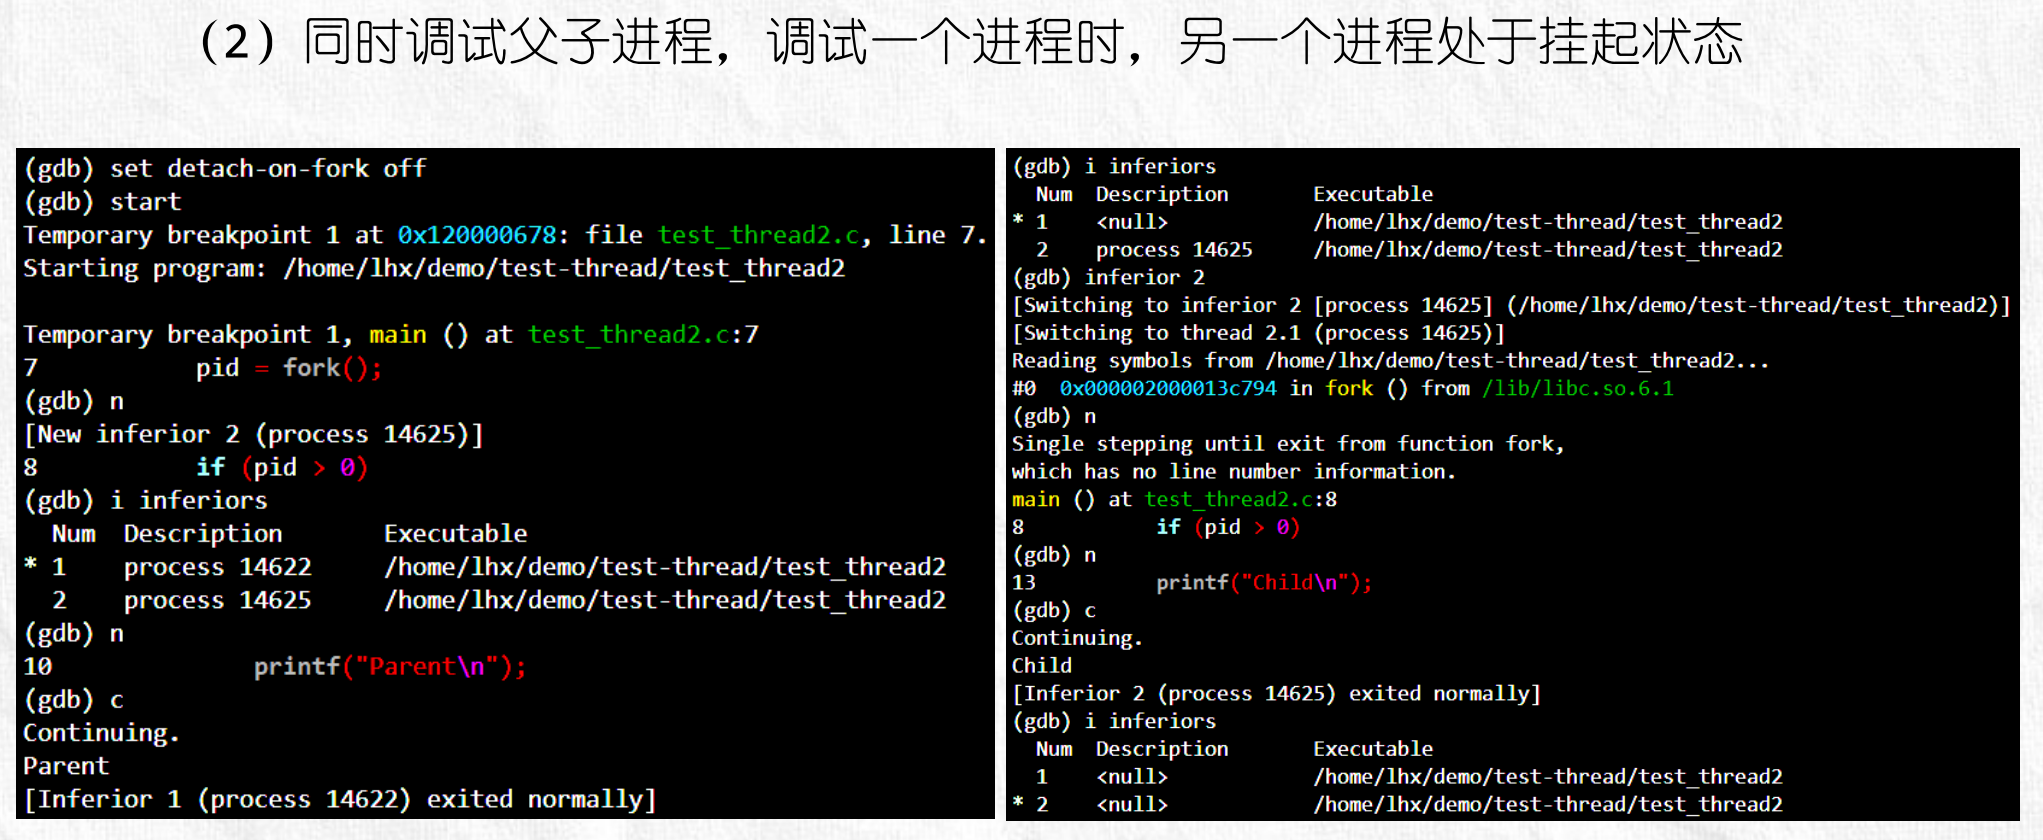 （2）同时调试父子进程，调试一个进程时，另一个进程处于挂起状态
(gdb) set detach-on-fork off
(gdb) start
Temporary breakpoint 1 at 0x120000678: file test_thread2.c, line 7.
Starting program: /home/lhx/demo/test-thread/test_thread2
Temporary breakpoint 1, main () at test_thread2.c:7
7           pid = fork();
(gdb) n
[New inferior 2 (process 14625)]
8           if (pid > 0)
(gdb) i inferiors
  Num  Description       Executable
* 1    process 14622     /home/lhx/demo/test-thread/test_thread2
  2    process 14625     /home/lhx/demo/test-thread/test_thread2
(gdb) n
10              printf("Parent\n");
(gdb) c
Continuing.
Parent
[Inferior 1 (process 14622) exited normally]
(gdb) i inferiors
  Num  Description       Executable
* 1    <null>            /home/lhx/demo/test-thread/test_thread2
  2    process 14625     /home/lhx/demo/test-thread/test_thread2
(gdb) inferior 2
[Switching to inferior 2 [process 14625] (/home/lhx/demo/test-thread/test_thread2)]
[Switching to thread 2.1 (process 14625)]
Reading symbols from /home/lhx/demo/test-thread/test_thread2...
#0  0x000002000013c794 in fork () from /lib/libc.so.6.1
(gdb) n
Single stepping until exit from function fork,
which has no line number information.
main () at test_thread2.c:8
8           if (pid > 0)
(gdb) n
13          printf("Child\n");
(gdb) c
Continuing.
Child
[Inferior 2 (process 14625) exited normally]
(gdb) i inferiors
  Num  Description       Executable
  1    <null>            /home/lhx/demo/test-thread/test_thread2
* 2    <null>            /home/lhx/demo/test-thread/test_thread2